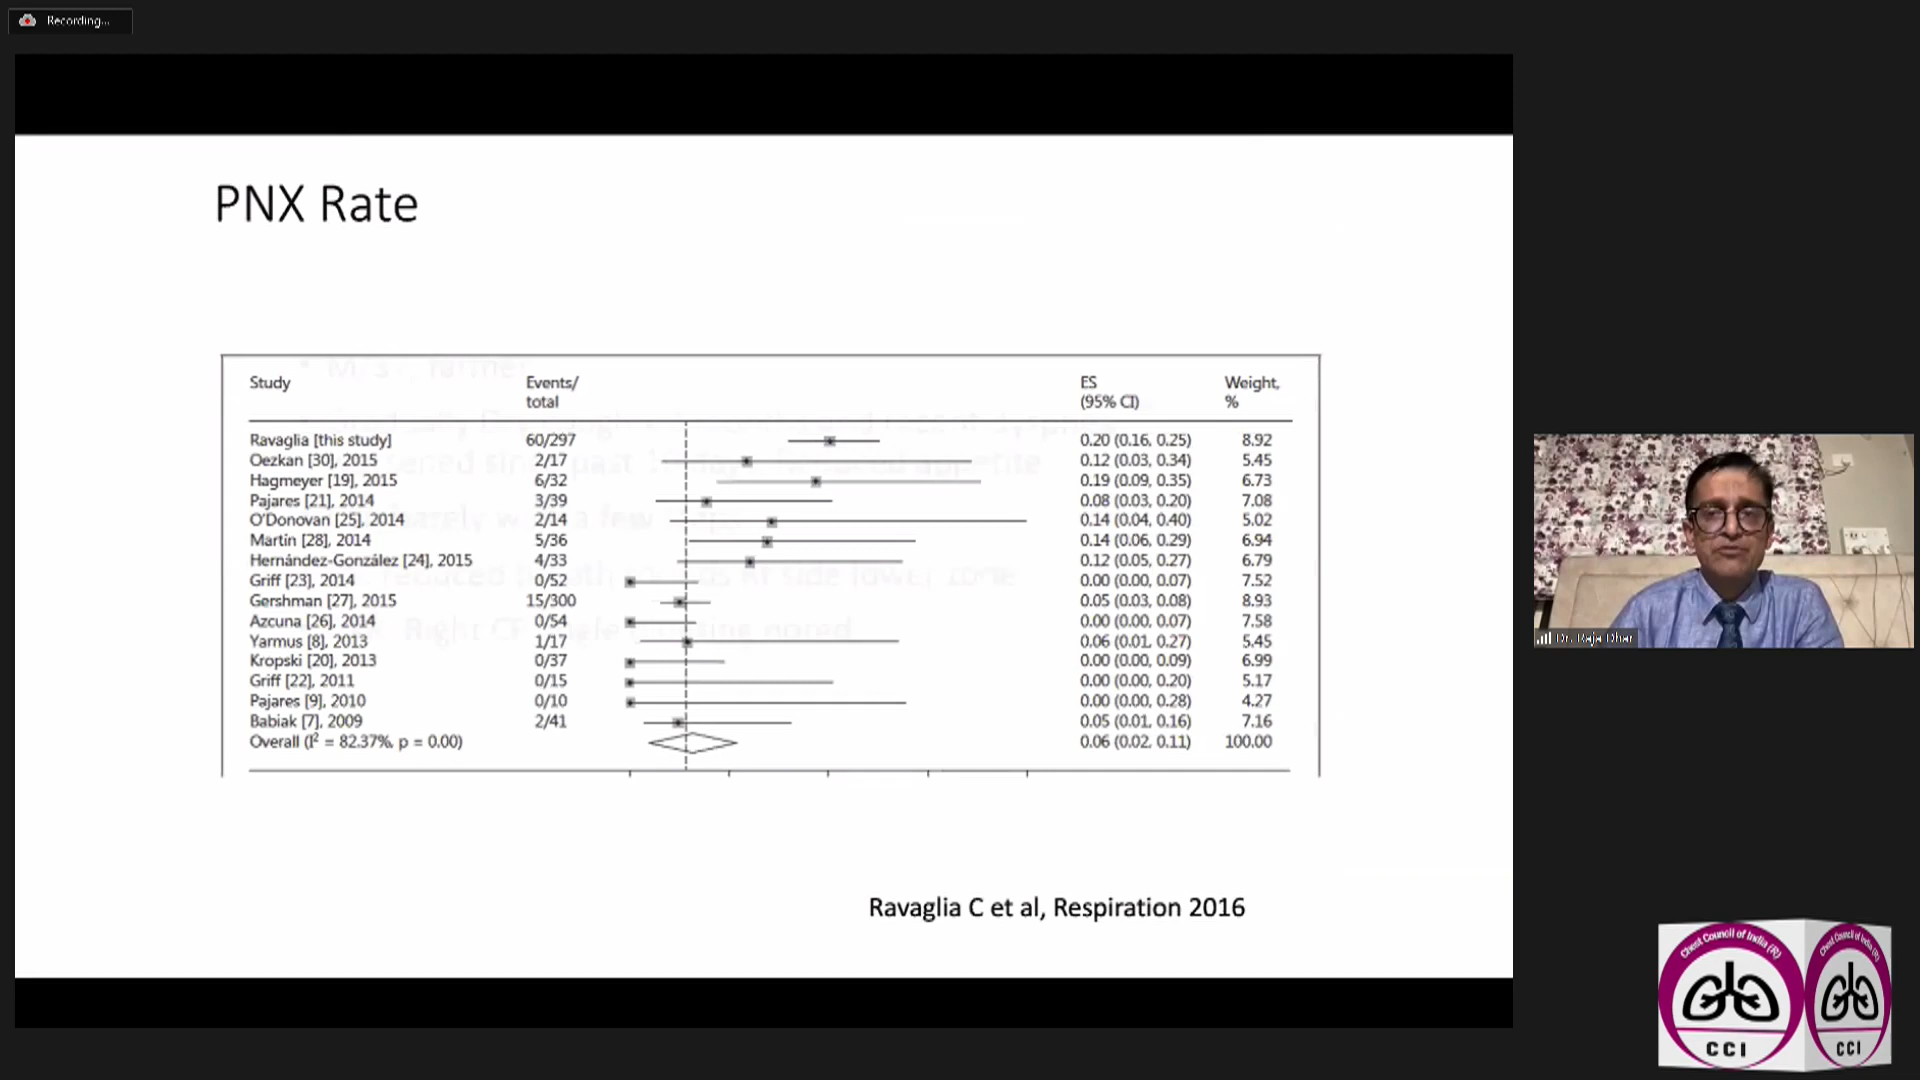 Recording...
PNX Rate
Study Events/ total ES (95% CI) Weight, %
Ravaglia [this study] 60/297 0.20 (0.16, 0.25) 8.92
Oezkan [30], 2015 2/17 0.12 (0.03, 0.34) 5.45
Hagmeyer [19], 2015 6/32 0.19 (0.09, 0.35) 6.73
Pajares [21], 2014 3/39 0.08 (0.03, 0.20) 7.08
O'Donovan [25], 2014 2/14 0.14 (0.04, 0.40) 5.02
Martín [28], 2014 5/36 0.14 (0.06, 0.29) 6.94
Hernández-González [24], 2015 4/33 0.12 (0.05, 0.27) 6.79
Griff [23], 2014 0/52 0.00 (0.00, 0.07) 7.52
Gershman [27], 2015 15/300 0.05 (0.03, 0.08) 8.93
Azcuna [26], 2014 0/54 0.00 (0.00, 0.07) 7.58
Yarmus [8], 2013 1/17 0.06 (0.01, 0.27) 5.45
Kropski [20], 2013 0/37 0.00 (0.00, 0.09) 6.99
Griff [22], 2011 0/15 0.00 (0.00, 0.20) 5.17
Pajares [9], 2010 0/10 0.00 (0.00, 0.28) 4.27
Babiak [7], 2009 2/41 0.05 (0.01, 0.16) 7.16
Overall (I² = 82.37%, p = 0.00) 0.06 (0.02, 0.11) 100.00
Ravaglia C et al, Respiration 2016
Dr. Raja Dhar
Chest Council of India (R)
CCI
Chest Council of India (R)
CCI